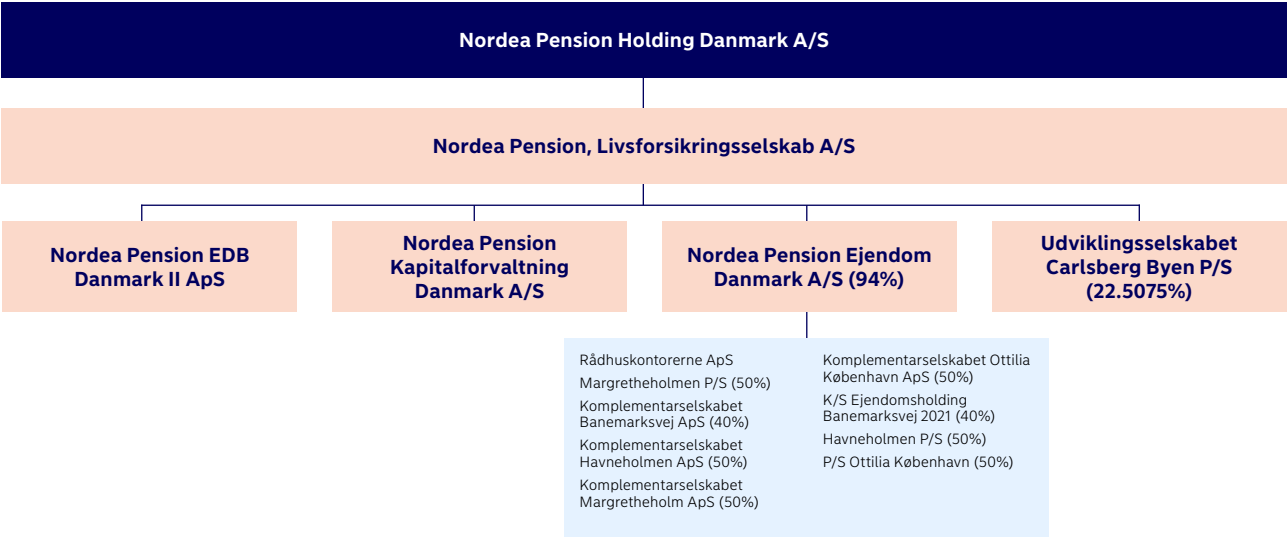 Nordea Pension Holding Danmark A/S
Nordea Pension, Livsforsikringsselskab A/S
Nordea Pension EDB
Danmark II ApS
Nordea Pension
Kapitalforvaltning
Danmark A/S
Nordea Pension Ejendom
Danmark A/S (94%)
Udviklingsselskabet
Carlsberg Byen P/S
(22.5075%)
Rådhuskontorerne ApS
Margretheholmen P/S (50%)
Komplementarselskabet
Banemarksvej ApS (40%)
Komplementarselskabet
Havneholmen ApS (50%)
Komplementarselskabet
Margretheholm ApS (50%)
Komplementarselskabet Ottilia
København ApS (50%)
K/S Ejendomsholding
Banemarksvej 2021 (40%)
Havneholmen P/S (50%)
P/S Ottilia København (50%)